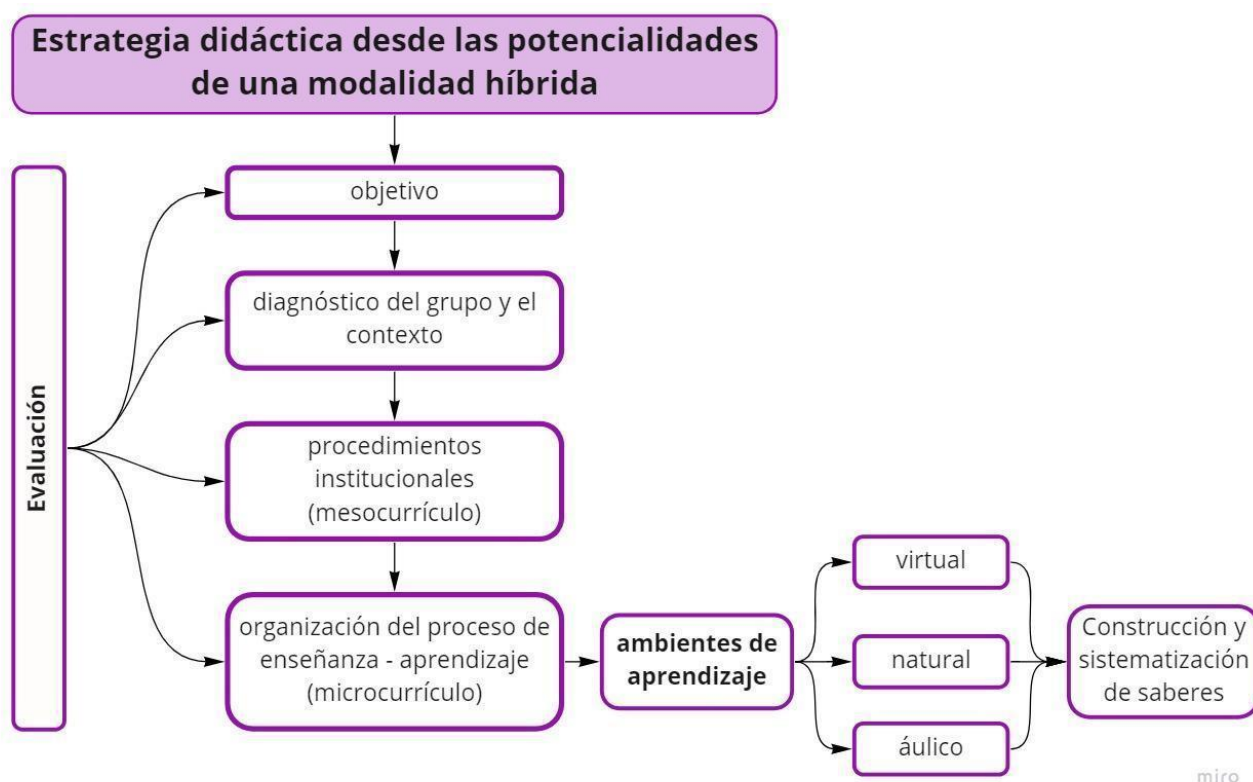 Estrategia didáctica desde las potencialidades
de una modalidad híbrida
objetivo
diagnóstico del grupo y el
contexto
Evaluación
procedimientos
institucionales
(mesocurrículo)
organización del proceso de
enseñanza - aprendizaje
(microcurrículo)
ambientes de
aprendizaje
virtual
natural
áulico
Construcción y
sistematización
de saberes
miro